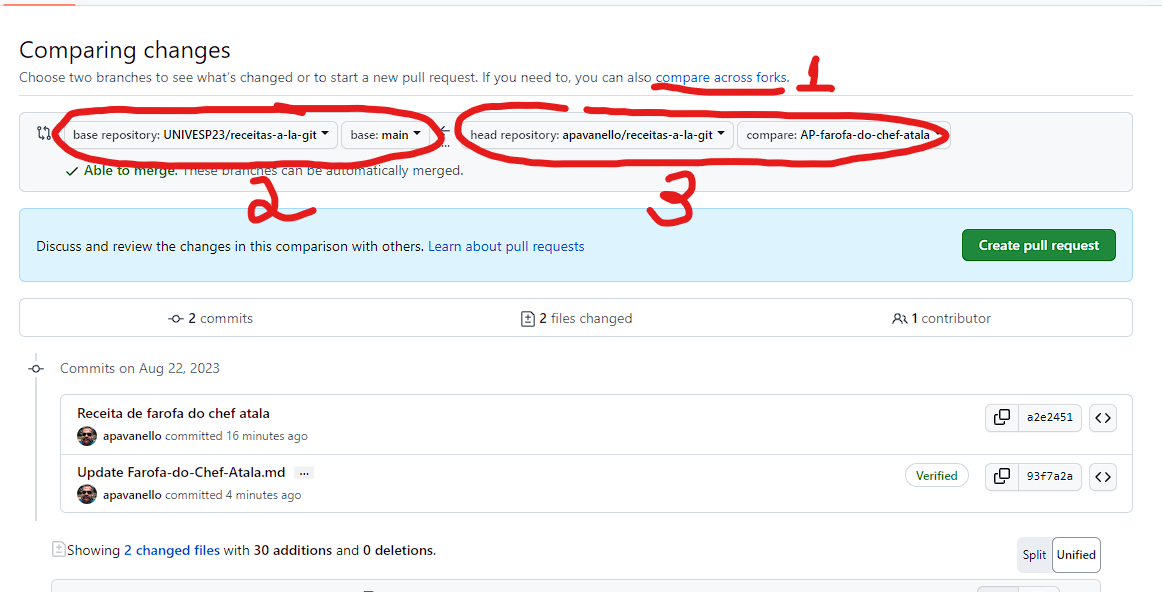 Comparing changes
Choose two branches to see what's changed or to start a new pull request. If you need to, you can also compare across forks.
1
base repository: UNIVESP23/receitas-a-la-git base: main head repository: apavanello/receitas-a-la-git compare: AP-farofa-do-chef-atala
Able to merge. These branches can be automatically merged.
2 3
Discuss and review the changes in this comparison with others. Learn about pull requests Create pull request
2 commits 2 files changed 1 contributor
Commits on Aug 22, 2023
Receita de farofa do chef atala
apavanello committed 16 minutes ago a2e2451
Update Farofa-do-Chef-Atala.md ...
apavanello committed 4 minutes ago Verified 93f7a2a
Showing 2 changed files with 30 additions and 0 deletions.
Split Unified